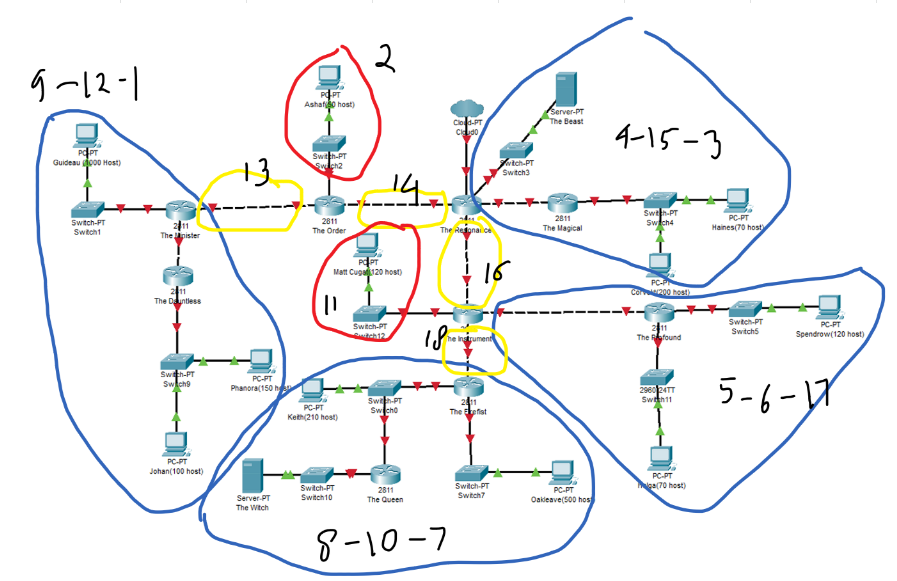 2
9-12-1
PC-PT
Ashaf(90 host)
Server-PT
The Beast
Cloud-PT
Cloud0
PC-PT
Guideau (2000 Host)
4-15-3
Switch-PT
Switch2
Switch-PT
Switch3
13
14
Switch-PT
Switch1
2811
The Minister
2811
The Order
2811
The Resonance
2811
The Magical
Switch-PT
Switch4
PC-PT
Haines(70 host)
PC-PT
Matt Cugat(120 host)
16
PC-PT
Corvold(200 host)
2811
The Dauntless
11
Switch-PT
Switch12
18
The Instrument
2811
The Profound
Switch-PT
Switch5
PC-PT
Spendrow(120 host)
Switch-PT
Switch9
PC-PT
Phanora(150 host)
PC-PT
Keith(210 host)
Switch-PT
Switch0
2811
The Firefist
2960-24TT
Switch11
5-6-17
PC-PT
Johan(100 host)
Server-PT
The Witch
Switch-PT
Switch10
2811
The Queen
Switch-PT
Switch7
PC-PT
Oakleave(500 host)
PC-PT
Helga(70 host)
8-10-7